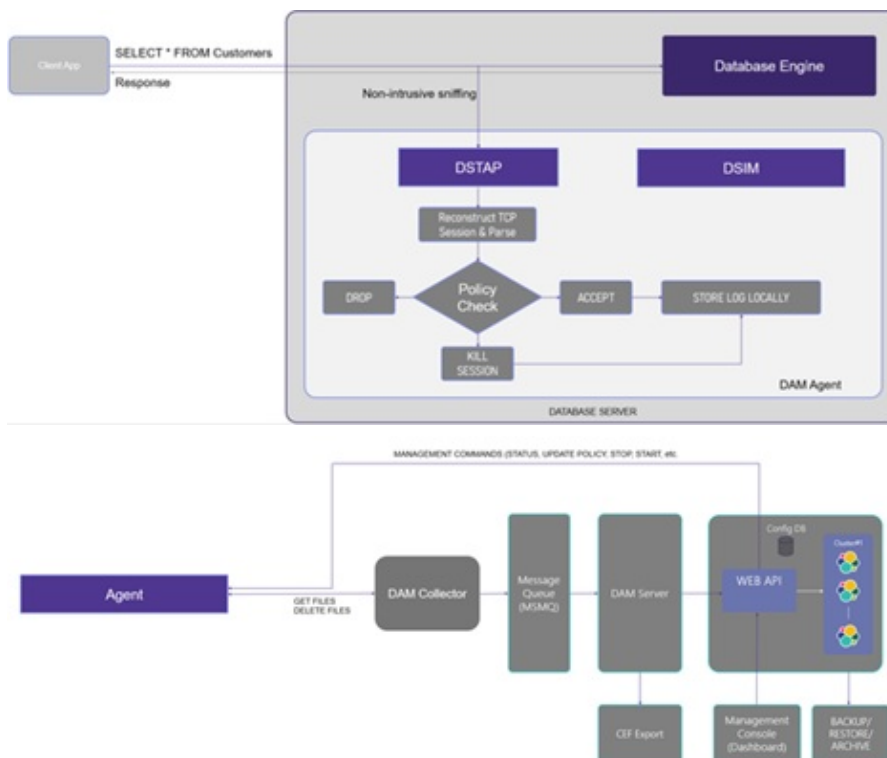 Client App
SELECT * FROM Customers
Response
Non-intrusive sniffing
Database Engine
DSTAP
DSIM
Reconstruct TCP
Session & Parse
DROP
Policy
Check
ACCEPT
STORE LOG LOCALLY
KILL
SESSION
DAM Agent
DATABASE SERVER
MANAGEMENT COMMANDS (STATUS, UPDATE POLICY, STOP, START, etc.
Agent
GET FILES
DELETE FILES
DAM Collector
Message
Queue
(MSMQ)
DAM Server
Config DB
WEB API
Cluster#1
CEF Export
Management
Console
(Dashboard)
BACKUP/
RESTORE/
ARCHIVE